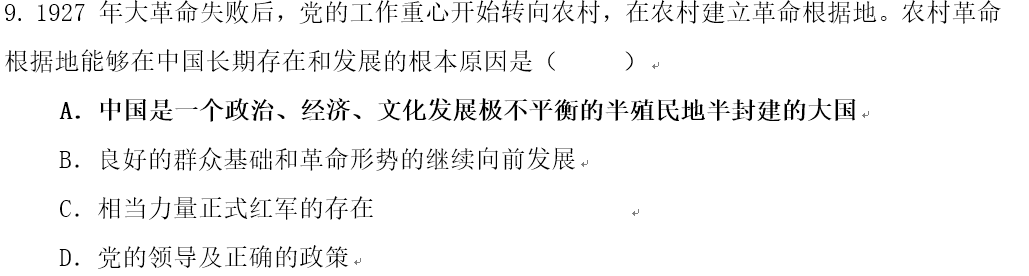 9. 1927 年大革命失败后，党的工作重心开始转向农村，在农村建立革命根据地。农村革命
根据地能够在中国长期存在和发展的根本原因是（　　）
A. 中国是一个政治、经济、文化发展极不平衡的半殖民地半封建的大国
B. 良好的群众基础和革命形势的继续向前发展
C. 相当力量正式红军的存在
D. 党的领导及正确的政策